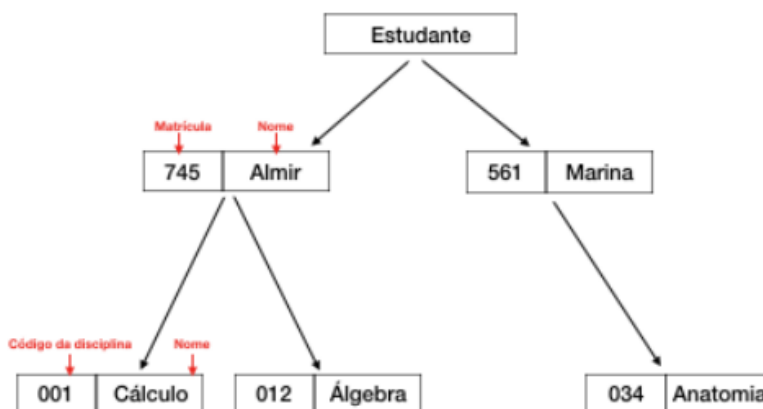 Estudante
Matrícula Nome
745 Almir 561 Marina
Código da disciplina Nome
001 Cálculo 012 Álgebra 034 Anatomia